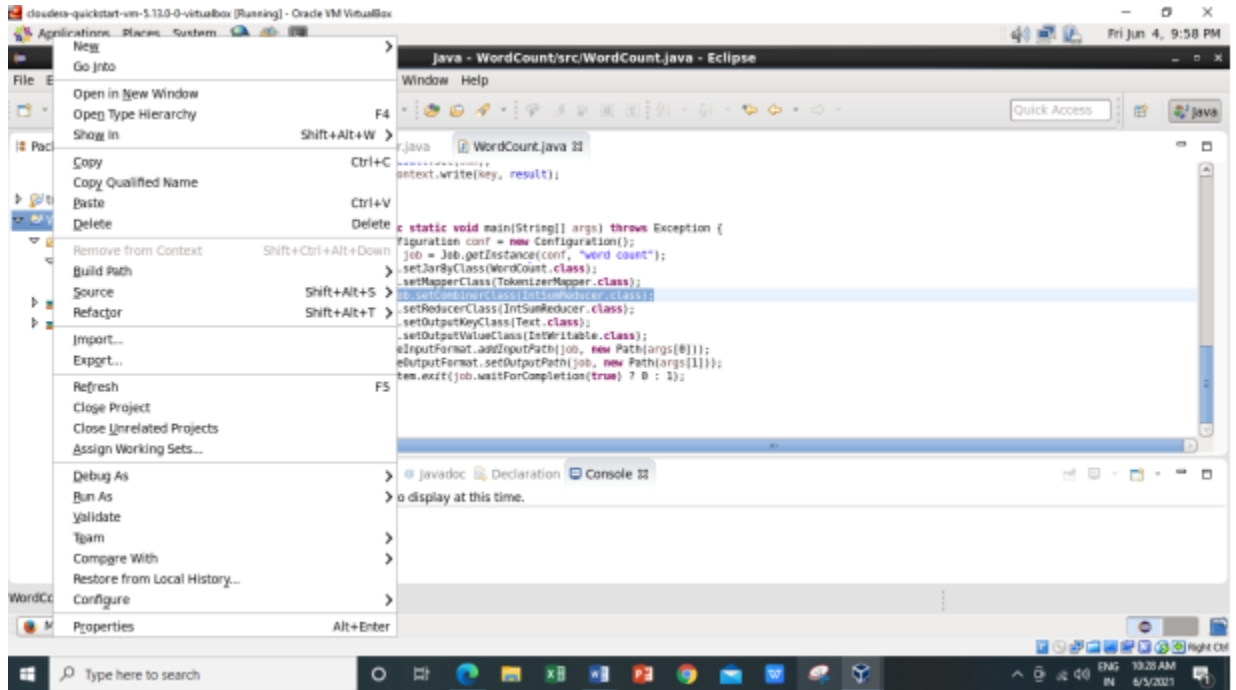 cloudera-quickstart-vm-5.13.0-0-virtualbox [Running] - Oracle VM VirtualBox
Applications Places System
Fri Jun 4, 9:58 PM
Java - WordCount/src/WordCount.java - Eclipse
File
Window Help
Quick Access
Java
Pac
r.java
WordCount.java
New
Go Into
Open in New Window
Open Type Hierarchy F4
Show In Shift+Alt+W
Copy Ctrl+C
Copy Qualified Name
Paste Ctrl+V
Delete Delete
Remove from Context Shift+Ctrl+Alt+Down
Build Path
Source Shift+Alt+S
Refactor Shift+Alt+T
Import...
Export...
Refresh F5
Close Project
Close Unrelated Projects
Assign Working Sets...
Debug As
Run As
Validate
Team
Compare With
Restore from Local History...
Configure
Properties Alt+Enter
ontext.write(key, result);
c static void main(String[] args) throws Exception {
figuration conf = new Configuration();
job = Job.getInstance(conf, "word count");
.setJarByClass(WordCount.class);
.setMapperClass(TokenizerMapper.class);
ob.setCombinerClass(IntSumReducer.class);
.setReducerClass(IntSumReducer.class);
.setOutputKeyClass(Text.class);
.setOutputValueClass(IntWritable.class);
eInputFormat.addInputPath(job, new Path(args[0]));
eOutputFormat.setOutputPath(job, new Path(args[1]));
tem.exit(job.waitForCompletion(true) ? 0 : 1);
Javadoc Declaration Console
o display at this time.
WordCo
Right Ctrl
Type here to search
ENG
IN
10:28 AM
6/5/2021